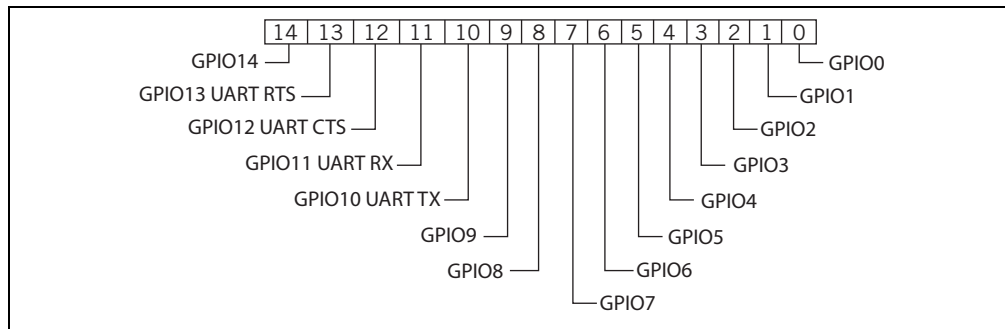 14 13 12 11 10 9 8 7 6 5 4 3 2 1 0
GPIO14
GPIO0
GPIO13 UART RTS
GPIO1
GPIO12 UART CTS
GPIO2
GPIO11 UART RX
GPIO3
GPIO10 UART TX
GPIO4
GPIO9
GPIO5
GPIO8
GPIO6
GPIO7